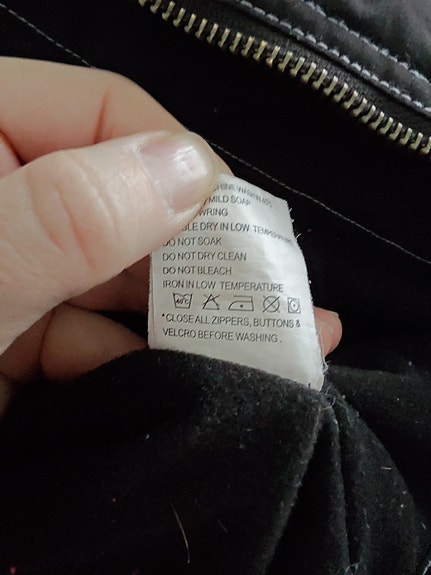 MILD SOAP
WRING
DRY IN LOW TEMPERATURE
DO NOT SOAK
DO NOT DRY CLEAN
DO NOT BLEACH
IRON IN LOW TEMPERATURE
40℃
*CLOSE ALL ZIPPERS, BUTTONS &
VELCRO BEFORE WASHING.